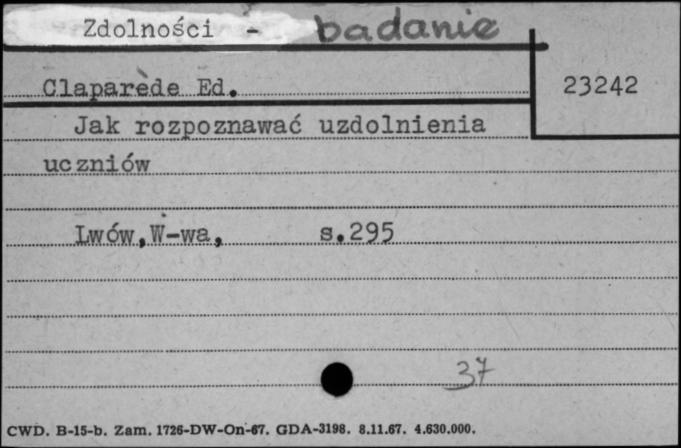 Zdolności - badanie
Claparède Ed.
23242
Jak rozpoznawać uzdolnienia
uczniów
Lwów, W-wa, s.295
37
CWD. B-15-b. Zam. 1726-DW-On-67. GDA-3198. 8.11.67. 4.630.000.